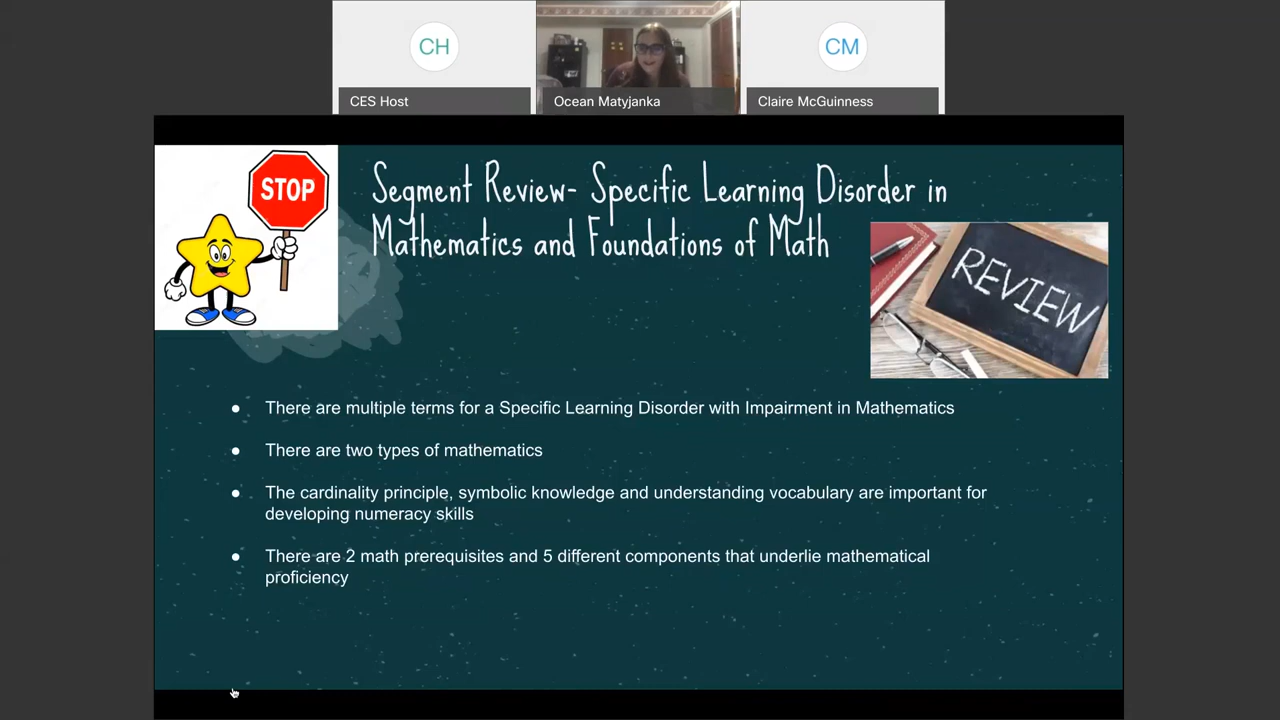 CH
CM
CES Host
Ocean Matyjanka
Claire McGuinness
STOP
Segment Review- Specific Learning Disorder in
Mathematics and Foundations of Math
REVIEW
● There are multiple terms for a Specific Learning Disorder with Impairment in Mathematics
● There are two types of mathematics
● The cardinality principle, symbolic knowledge and understanding vocabulary are important for
developing numeracy skills
● There are 2 math prerequisites and 5 different components that underlie mathematical
proficiency